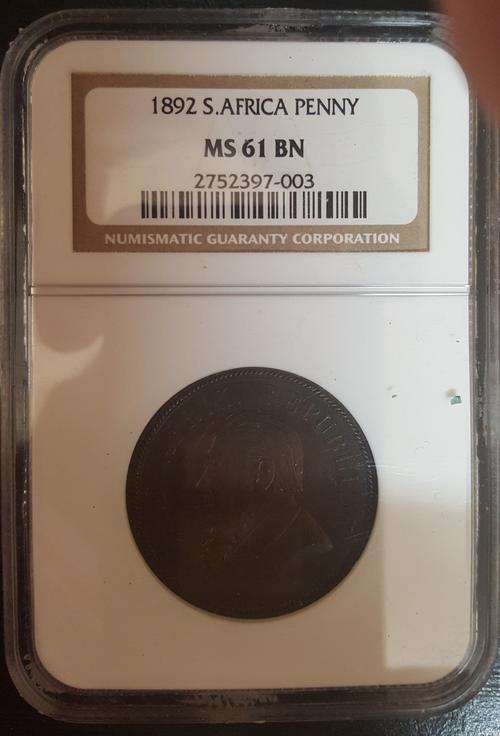 1892 S.AFRICA PENNY
MS 61 BN
2752397-003
NUMISMATIC GUARANTY CORPORATION